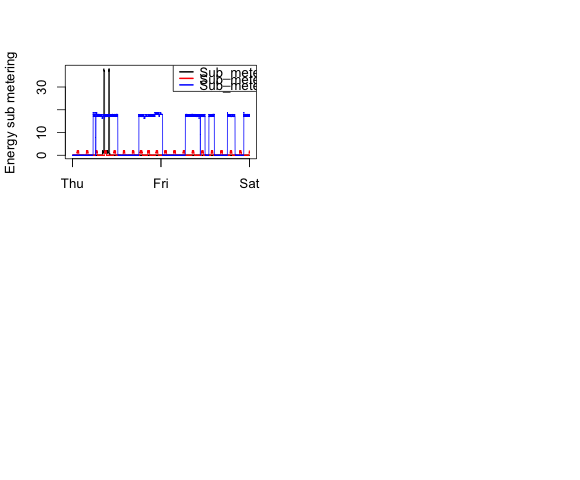 Energy sub metering
30
10
0
Thu Fri Sat
Sub_mete
Sub_mete
Sub_mete